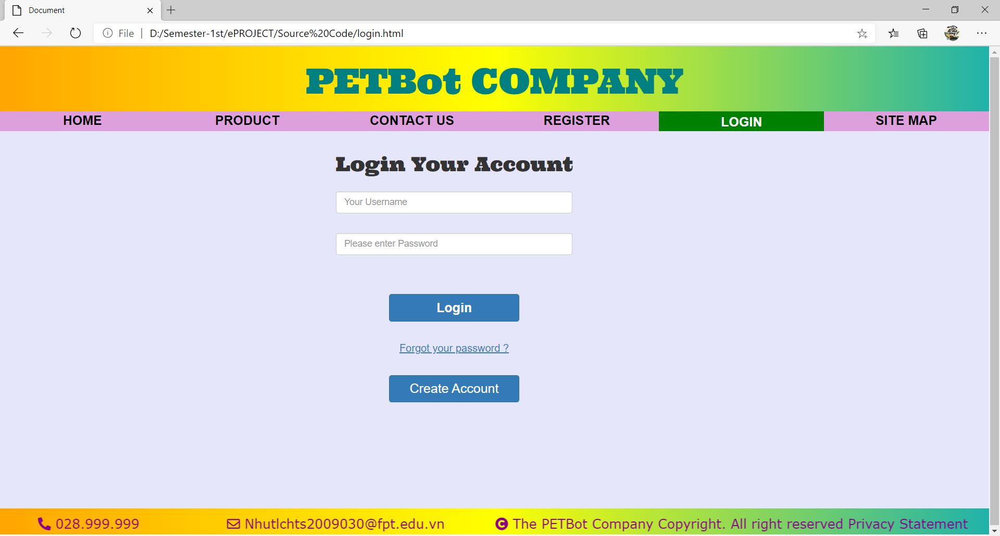 Document
File
D:/Semester-1st/ePROJECT/Source%20Code/login.html
PETBot COMPANY
HOME PRODUCT CONTACT US REGISTER LOGIN SITE MAP
Login Your Account
Your Username
Please enter Password
Login
Forgot your password ?
Create Account
028.999.999 Nhutlchts2009030@fpt.edu.vn The PETBot Company Copyright. All right reserved Privacy Statement